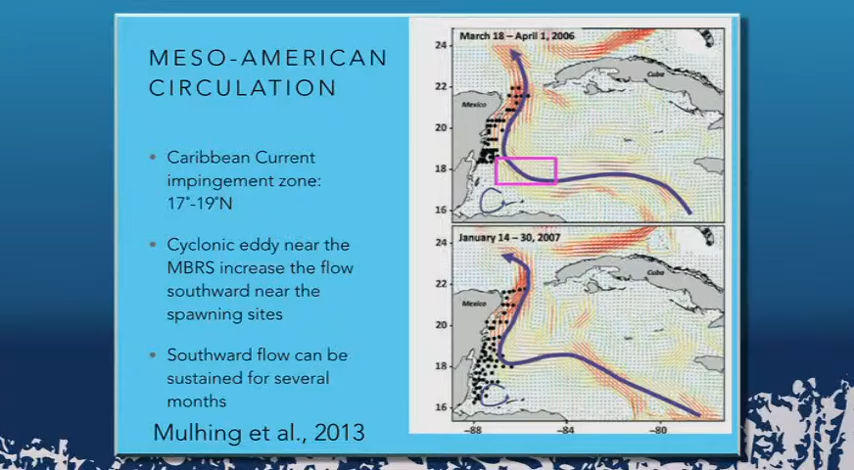 MESO-AMERICAN
CIRCULATION
• Caribbean Current
impingement zone:
17°-19°N
• Cyclonic eddy near the
MBRS increase the flow
southward near the
spawning sites
• Southward flow can be
sustained for several
months
Mulhing et al., 2013
March 18 – April 1, 2006
24
22
20
18
16
Mexico
Cuba
January 14 – 30, 2007
24
22
20
18
16
Mexico
Cuba
−88
−84
−80